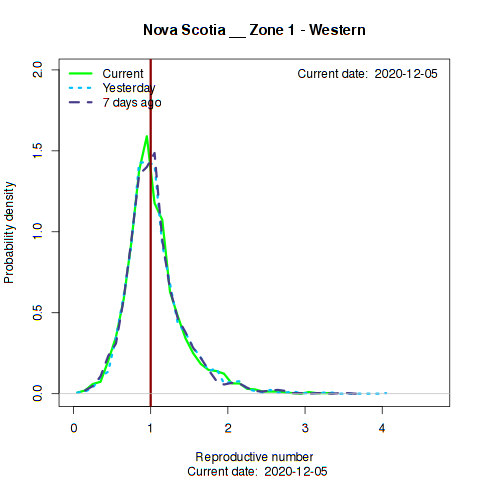 Nova Scotia __ Zone 1 - Western
Current date: 2020-12-05
Current
Yesterday
7 days ago
Probability density
2.0
1.5
1.0
0.5
0.0
0 1 2 3 4
Reproductive number
Current date: 2020-12-05